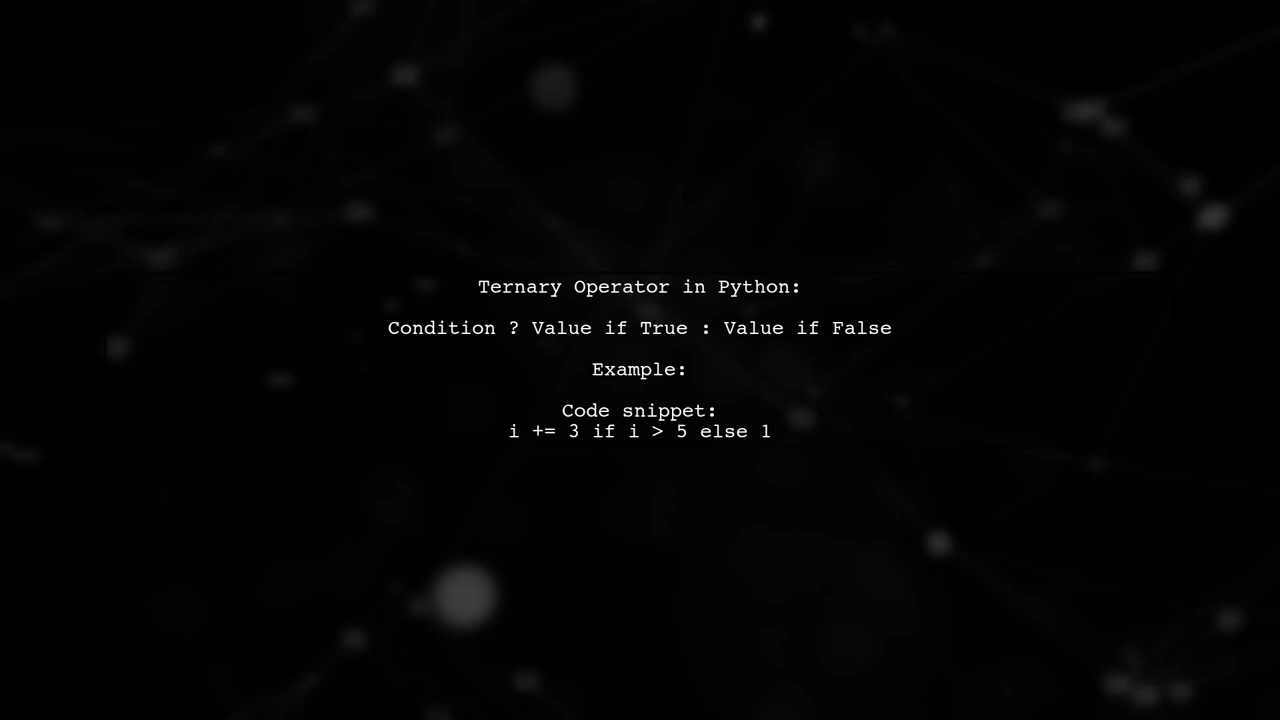 Ternary Operator in Python:
Condition ? Value if True : Value if False
Example:
Code snippet:
i += 3 if i > 5 else 1